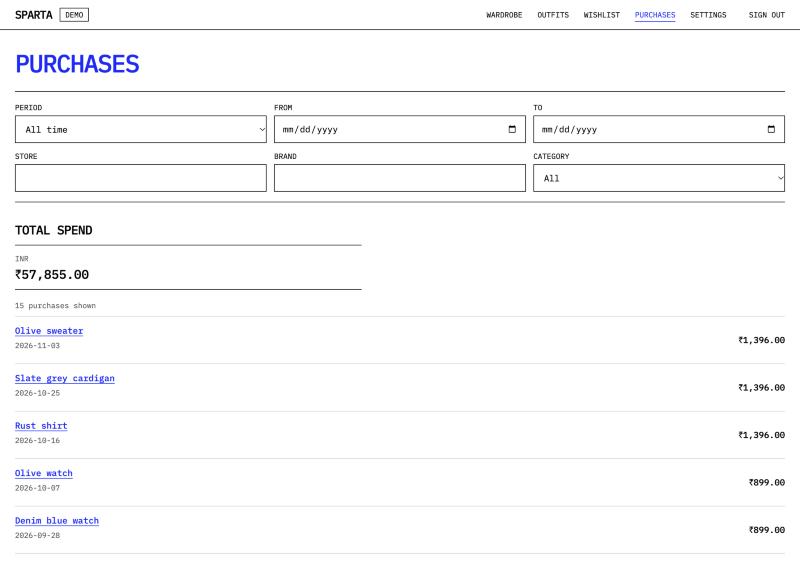 SPARTA DEMO WARDROBE OUTFITS WISHLIST PURCHASES SETTINGS SIGN OUT
PURCHASES
PERIOD FROM TO
All time mm/dd/yyyy mm/dd/yyyy
STORE BRAND CATEGORY
All
TOTAL SPEND
INR
₹57,855.00
15 purchases shown
Olive sweater
2026-11-03
₹1,396.00
Slate grey cardigan
2026-10-25
₹1,396.00
Rust shirt
2026-10-16
₹1,396.00
Olive watch
2026-10-07
₹899.00
Denim blue watch
2026-09-28
₹899.00